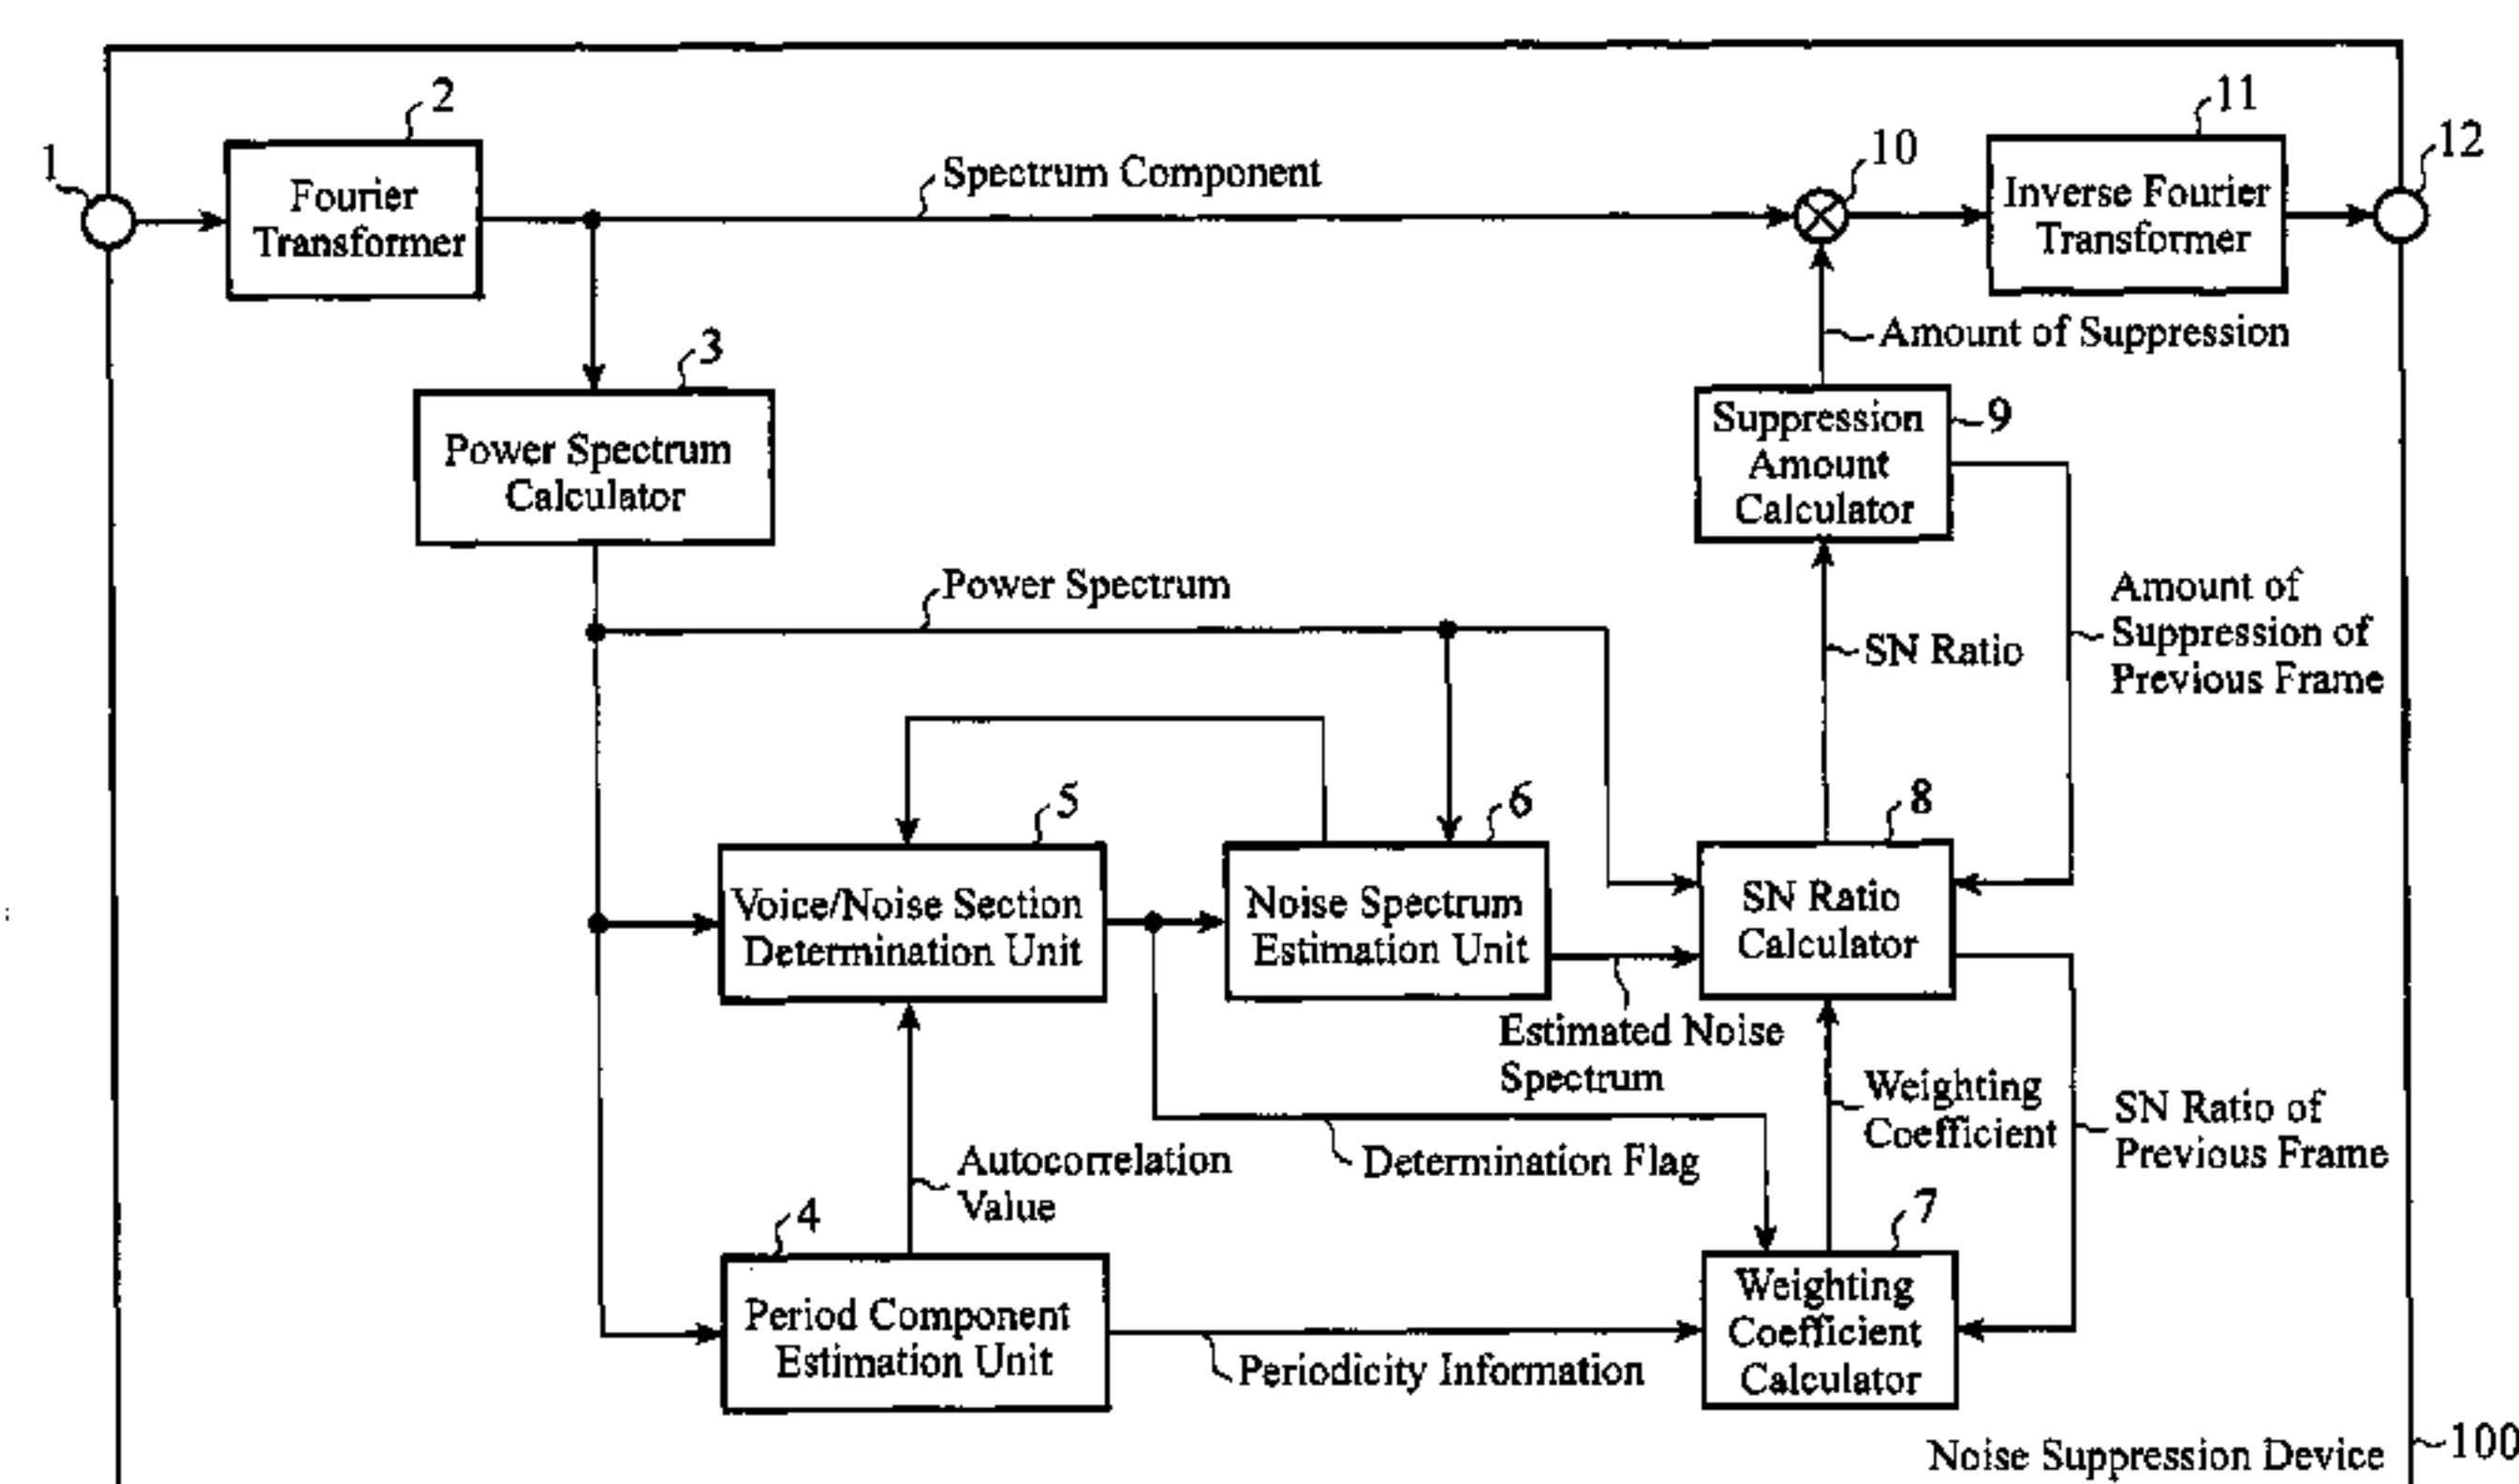 1
2
Fourier
Transformer
Spectrum Component
10
11
Inverse Fourier
Transformer
12
Amount of Suppression
3
Power Spectrum
Calculator
Suppression
Amount
Calculator
9
Power Spectrum
SN Ratio
Amount of
Suppression of
Previous Frame
5
Voice/Noise Section
Determination Unit
6
Noise Spectrum
Estimation Unit
8
SN Ratio
Calculator
Estimated Noise
Spectrum
Weighting
Coefficient
SN Ratio of
Previous Frame
Autocorrelation
Value
Determination Flag
4
Period Component
Estimation Unit
Periodicity Information
7
Weighting
Coefficient
Calculator
Noise Suppression Device
100